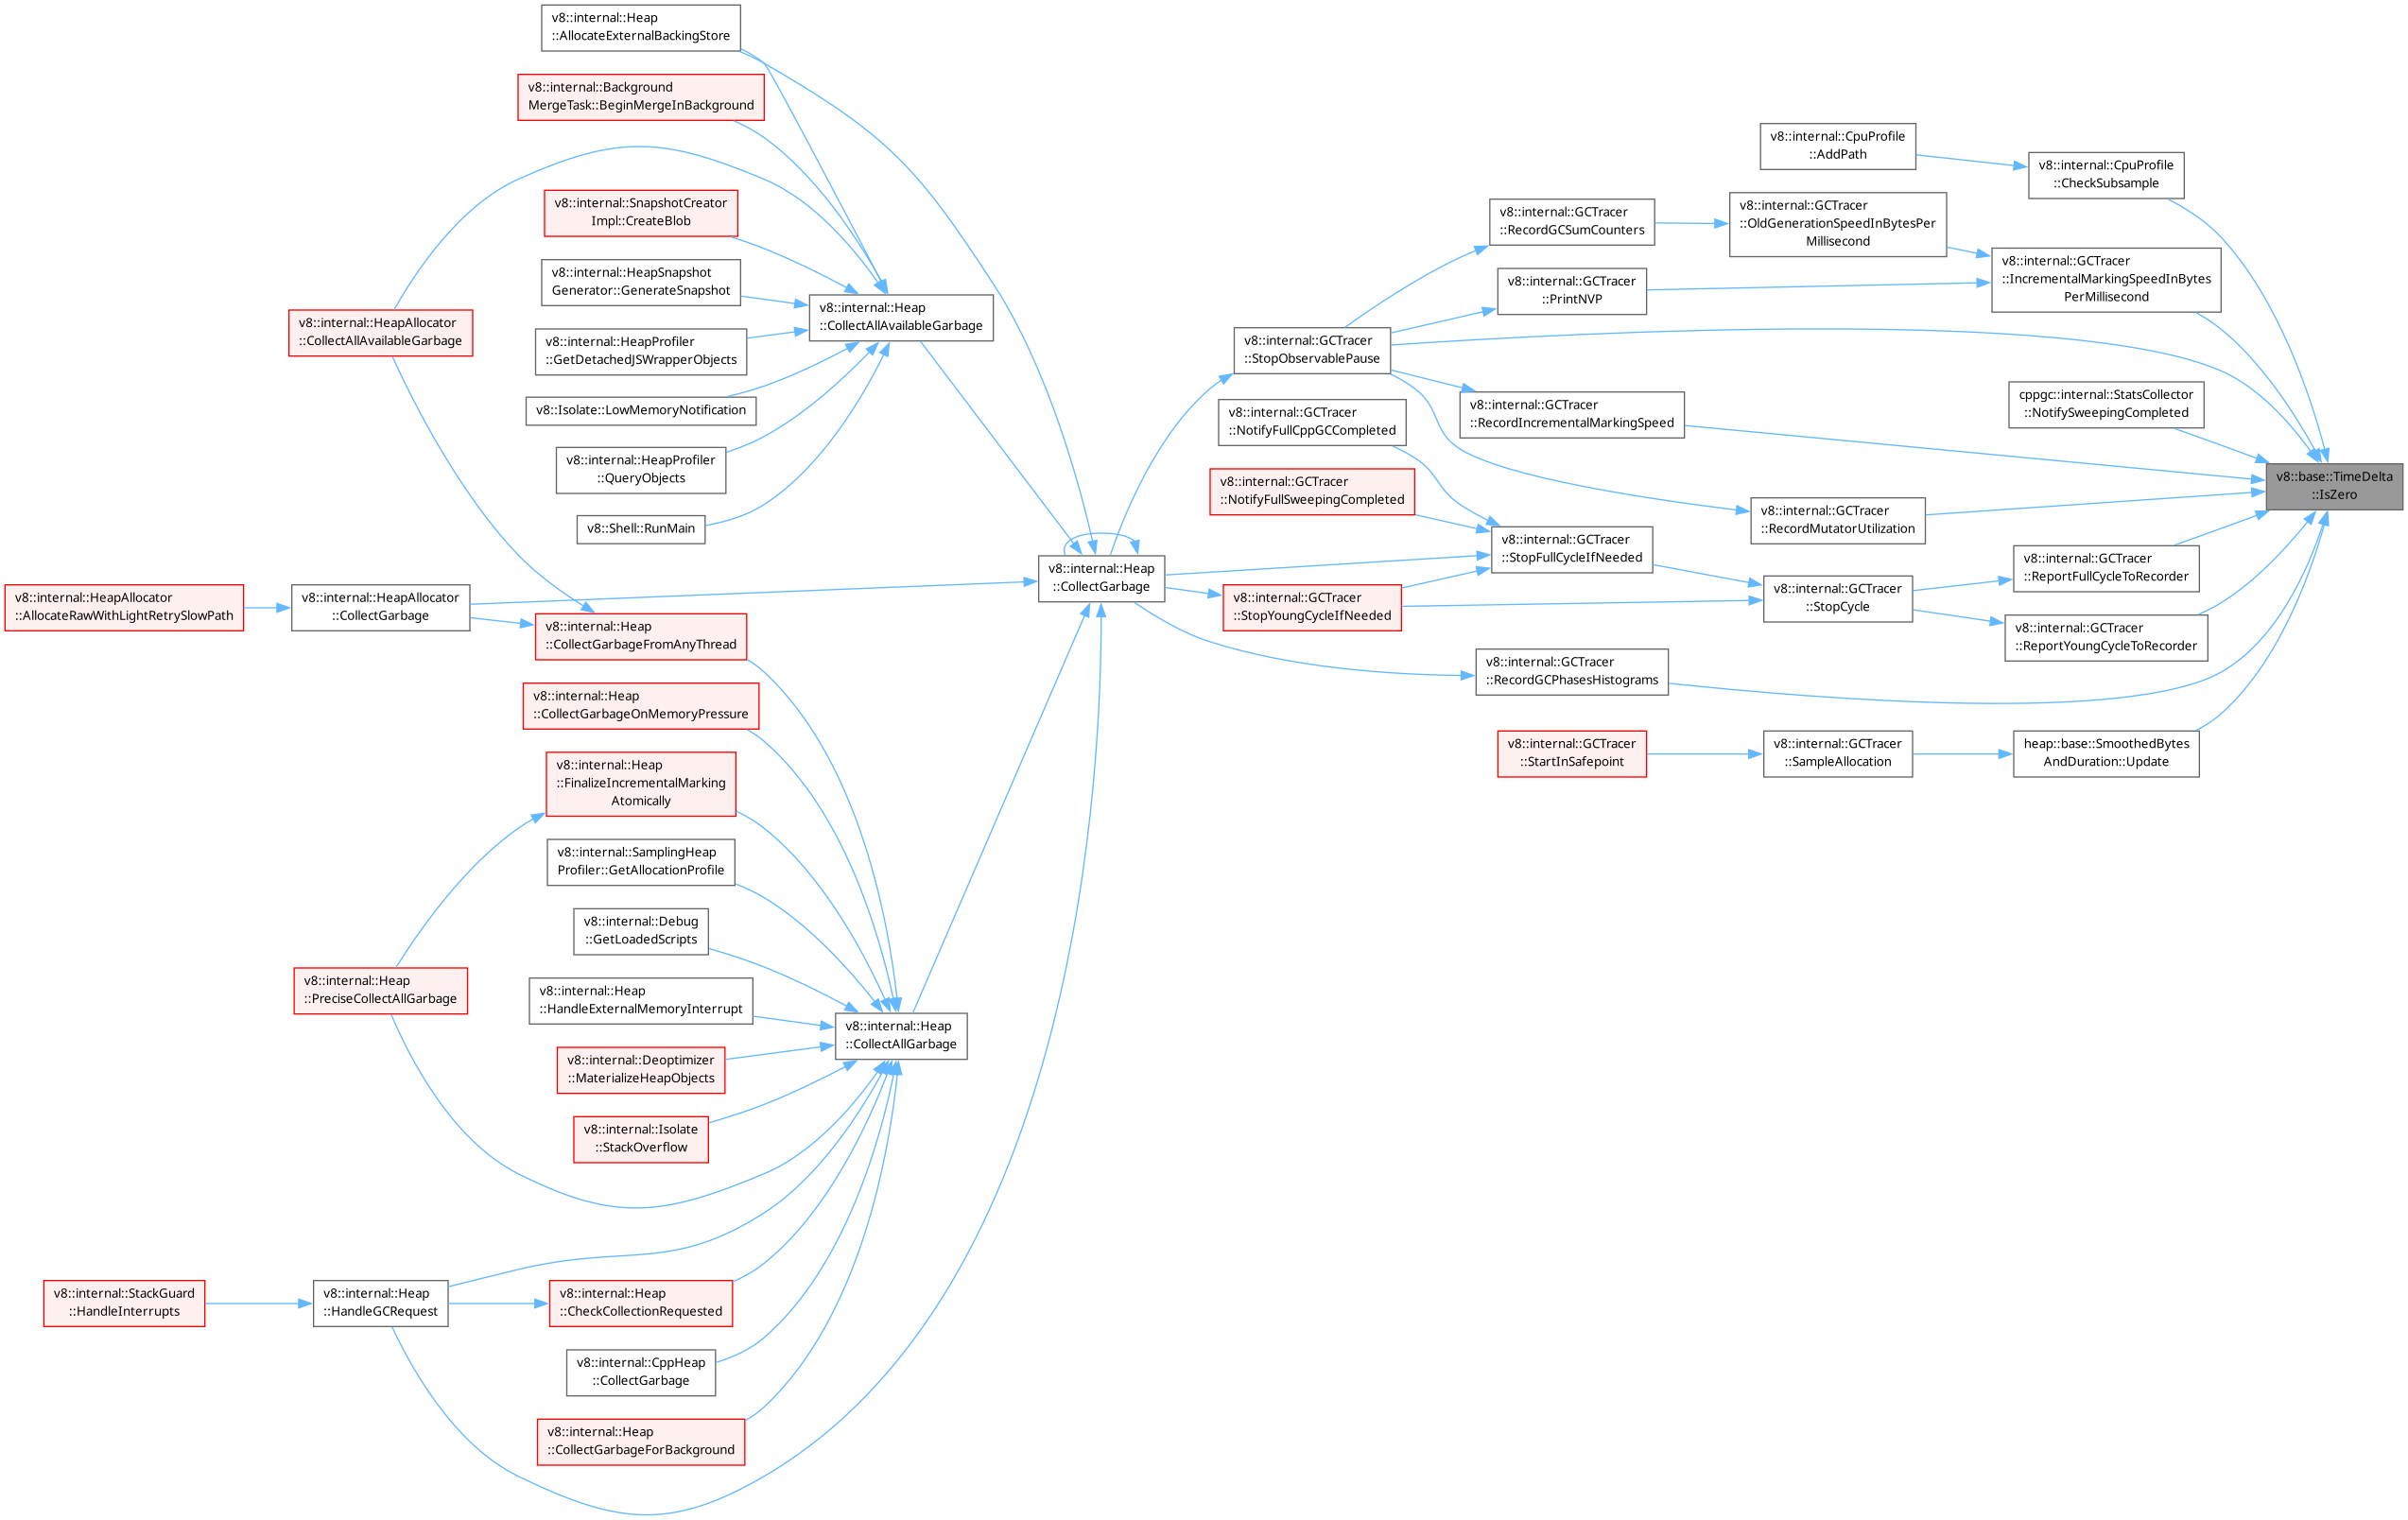 v8::internal::Heap
::AllocateExternalBackingStore
v8::internal::Background
MergeTask::BeginMergeInBackground
v8::internal::SnapshotCreator
Impl::CreateBlob
v8::internal::HeapSnapshot
Generator::GenerateSnapshot
v8::internal::HeapProfiler
::GetDetachedJSWrapperObjects
v8::Isolate::LowMemoryNotification
v8::internal::HeapProfiler
::QueryObjects
v8::Shell::RunMain
v8::internal::HeapAllocator
::CollectAllAvailableGarbage
v8::internal::Heap
::CollectAllAvailableGarbage
v8::internal::HeapAllocator
::AllocateRawWithLightRetrySlowPath
v8::internal::HeapAllocator
::CollectGarbage
v8::internal::Heap
::CollectGarbageFromAnyThread
v8::internal::Heap
::CollectGarbageOnMemoryPressure
v8::internal::Heap
::FinalizeIncrementalMarking
Atomically
v8::internal::SamplingHeap
Profiler::GetAllocationProfile
v8::internal::Debug
::GetLoadedScripts
v8::internal::Heap
::PreciseCollectAllGarbage
v8::internal::Heap
::HandleExternalMemoryInterrupt
v8::internal::Heap
::CollectAllGarbage
v8::internal::Deoptimizer
::MaterializeHeapObjects
v8::internal::Isolate
::StackOverflow
v8::internal::StackGuard
::HandleInterrupts
v8::internal::Heap
::HandleGCRequest
v8::internal::Heap
::CheckCollectionRequested
v8::internal::CppHeap
::CollectGarbage
v8::internal::Heap
::CollectGarbageForBackground
v8::internal::Heap
::CollectGarbage
v8::internal::GCTracer
::StopObservablePause
v8::internal::GCTracer
::NotifyFullCppGCCompleted
v8::internal::GCTracer
::NotifyFullSweepingCompleted
v8::internal::GCTracer
::StopYoungCycleIfNeeded
v8::internal::GCTracer
::RecordGCSumCounters
v8::internal::GCTracer
::PrintNVP
v8::internal::GCTracer
::RecordIncrementalMarkingSpeed
v8::internal::GCTracer
::StopFullCycleIfNeeded
v8::internal::GCTracer
::RecordGCPhasesHistograms
v8::internal::GCTracer
::StartInSafepoint
v8::internal::CpuProfile
::AddPath
v8::internal::GCTracer
::OldGenerationSpeedInBytesPer
Millisecond
v8::internal::GCTracer
::RecordMutatorUtilization
v8::internal::GCTracer
::StopCycle
v8::internal::GCTracer
::SampleAllocation
v8::internal::CpuProfile
::CheckSubsample
v8::internal::GCTracer
::IncrementalMarkingSpeedInBytes
PerMillisecond
cppgc::internal::StatsCollector
::NotifySweepingCompleted
v8::internal::GCTracer
::ReportFullCycleToRecorder
v8::internal::GCTracer
::ReportYoungCycleToRecorder
heap::base::SmoothedBytes
AndDuration::Update
v8::base::TimeDelta
::IsZero